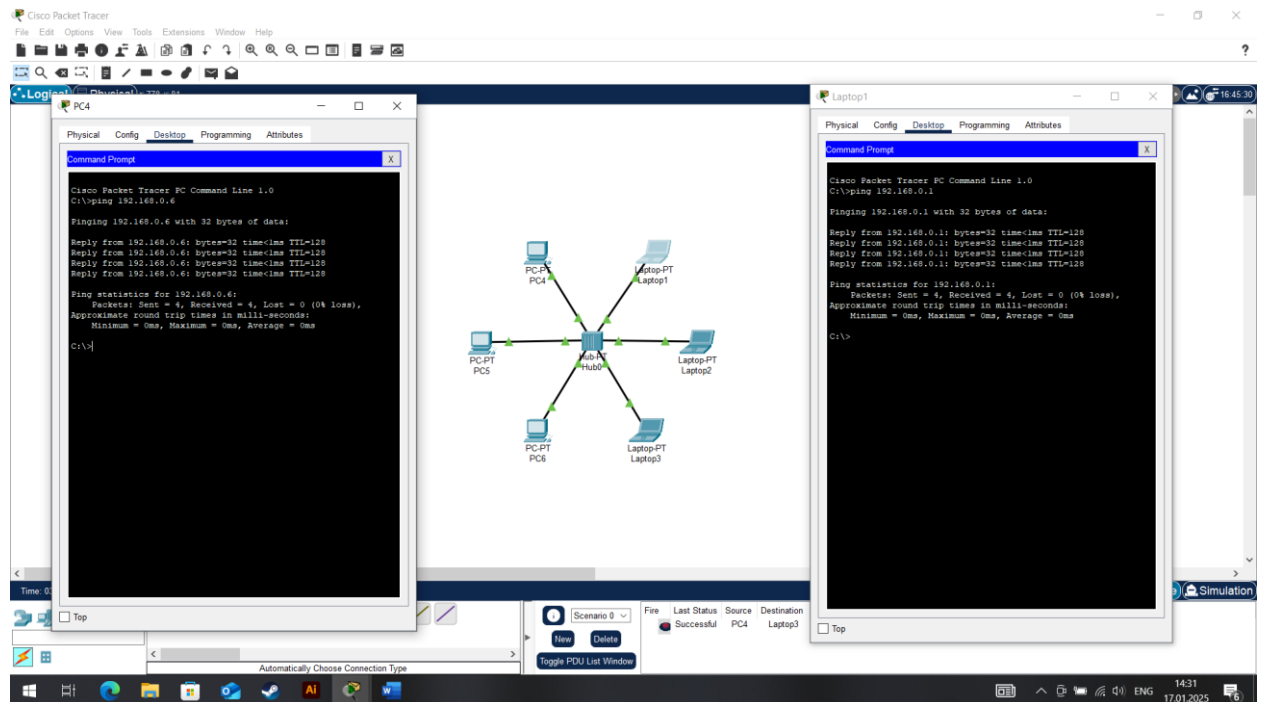 Cisco Packet Tracer
File Edit Options View Tools Extensions Window Help
?
Logical Physical x: 778, y: 81
16:45:30
PC4
Physical Config Desktop Programming Attributes
Command Prompt
X
Cisco Packet Tracer PC Command Line 1.0
C:\>ping 192.168.0.6
Pinging 192.168.0.6 with 32 bytes of data:
Reply from 192.168.0.6: bytes=32 time<1ms TTL=128
Reply from 192.168.0.6: bytes=32 time<1ms TTL=128
Reply from 192.168.0.6: bytes=32 time<1ms TTL=128
Reply from 192.168.0.6: bytes=32 time<1ms TTL=128
Ping statistics for 192.168.0.6:
Packets: Sent = 4, Received = 4, Lost = 0 (0% loss),
Approximate round trip times in milli-seconds:
Minimum = 0ms, Maximum = 0ms, Average = 0ms
C:\>
Top
PC-PT
PC4
Laptop-PT
Laptop1
PC-PT
PC5
Hub-PT
Hub0
Laptop-PT
Laptop2
PC-PT
PC6
Laptop-PT
Laptop3
Laptop1
Physical Config Desktop Programming Attributes
Command Prompt
X
Cisco Packet Tracer PC Command Line 1.0
C:\>ping 192.168.0.1
Pinging 192.168.0.1 with 32 bytes of data:
Reply from 192.168.0.1: bytes=32 time<1ms TTL=128
Reply from 192.168.0.1: bytes=32 time<1ms TTL=128
Reply from 192.168.0.1: bytes=32 time<1ms TTL=128
Reply from 192.168.0.1: bytes=32 time<1ms TTL=128
Ping statistics for 192.168.0.1:
Packets: Sent = 4, Received = 4, Lost = 0 (0% loss),
Approximate round trip times in milli-seconds:
Minimum = 0ms, Maximum = 0ms, Average = 0ms
C:\>
Top
Time:
Simulation
Scenario 0
New Delete
Toggle PDU List Window
Fire Last Status Source Destination
Successful PC4 Laptop3
Automatically Choose Connection Type
Ai
ENG
14:31
17.01.2025
6